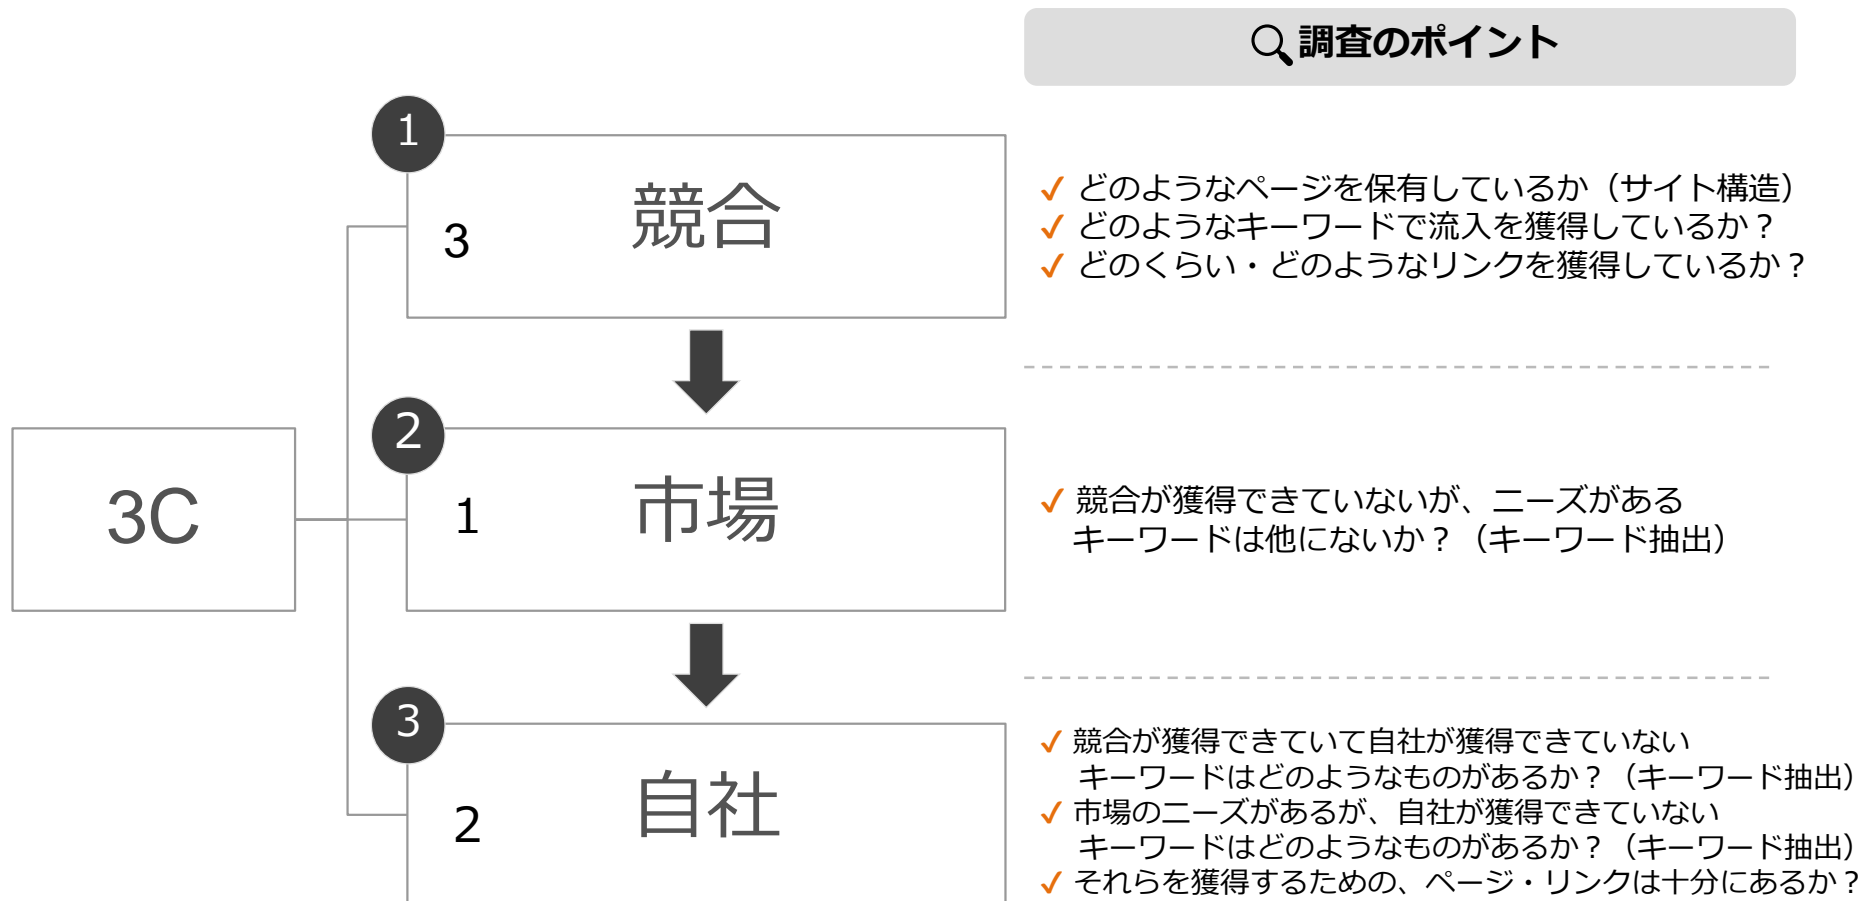 調査のポイント
1
競合
3
どのようなページを保有しているか（サイト構造）
どのようなキーワードで流入を獲得しているか？
どのくらい・どのようなリンクを獲得しているか？
3C
2
市場
1
競合が獲得できていないが、ニーズがある
キーワードは他にないか？（キーワード抽出）
3
自社
2
競合が獲得できていて自社が獲得できていない
キーワードはどのようなものがあるか？（キーワード抽出）
市場のニーズがあるが、自社が獲得できていない
キーワードはどのようなものがあるか？（キーワード抽出）
それらを獲得するための、ページ・リンクは十分にあるか？